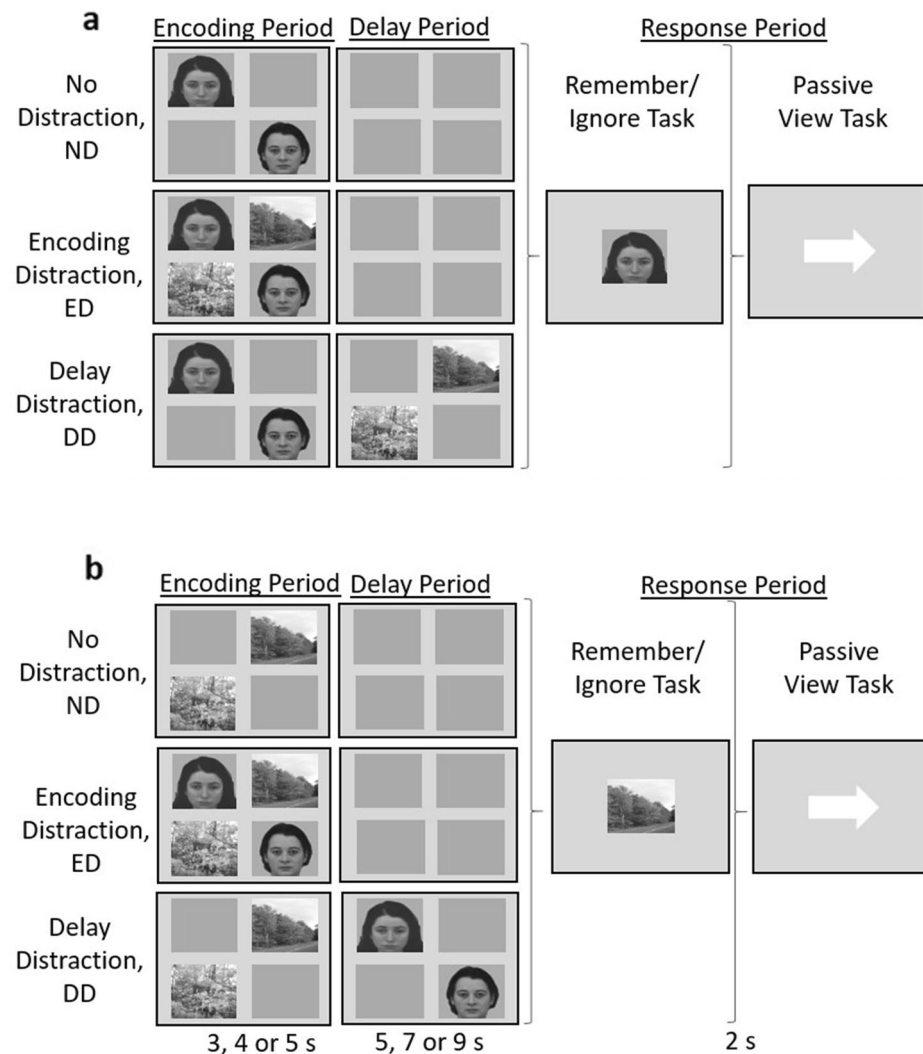 a
Encoding Period Delay Period Response Period
No
Distraction,
ND
Remember/
Ignore Task
Passive
View Task
Encoding
Distraction,
ED
Delay
Distraction,
DD
b
Encoding Period Delay Period Response Period
No
Distraction,
ND
Remember/
Ignore Task
Passive
View Task
Encoding
Distraction,
ED
Delay
Distraction,
DD
3, 4 or 5 s 5, 7 or 9 s 2 s